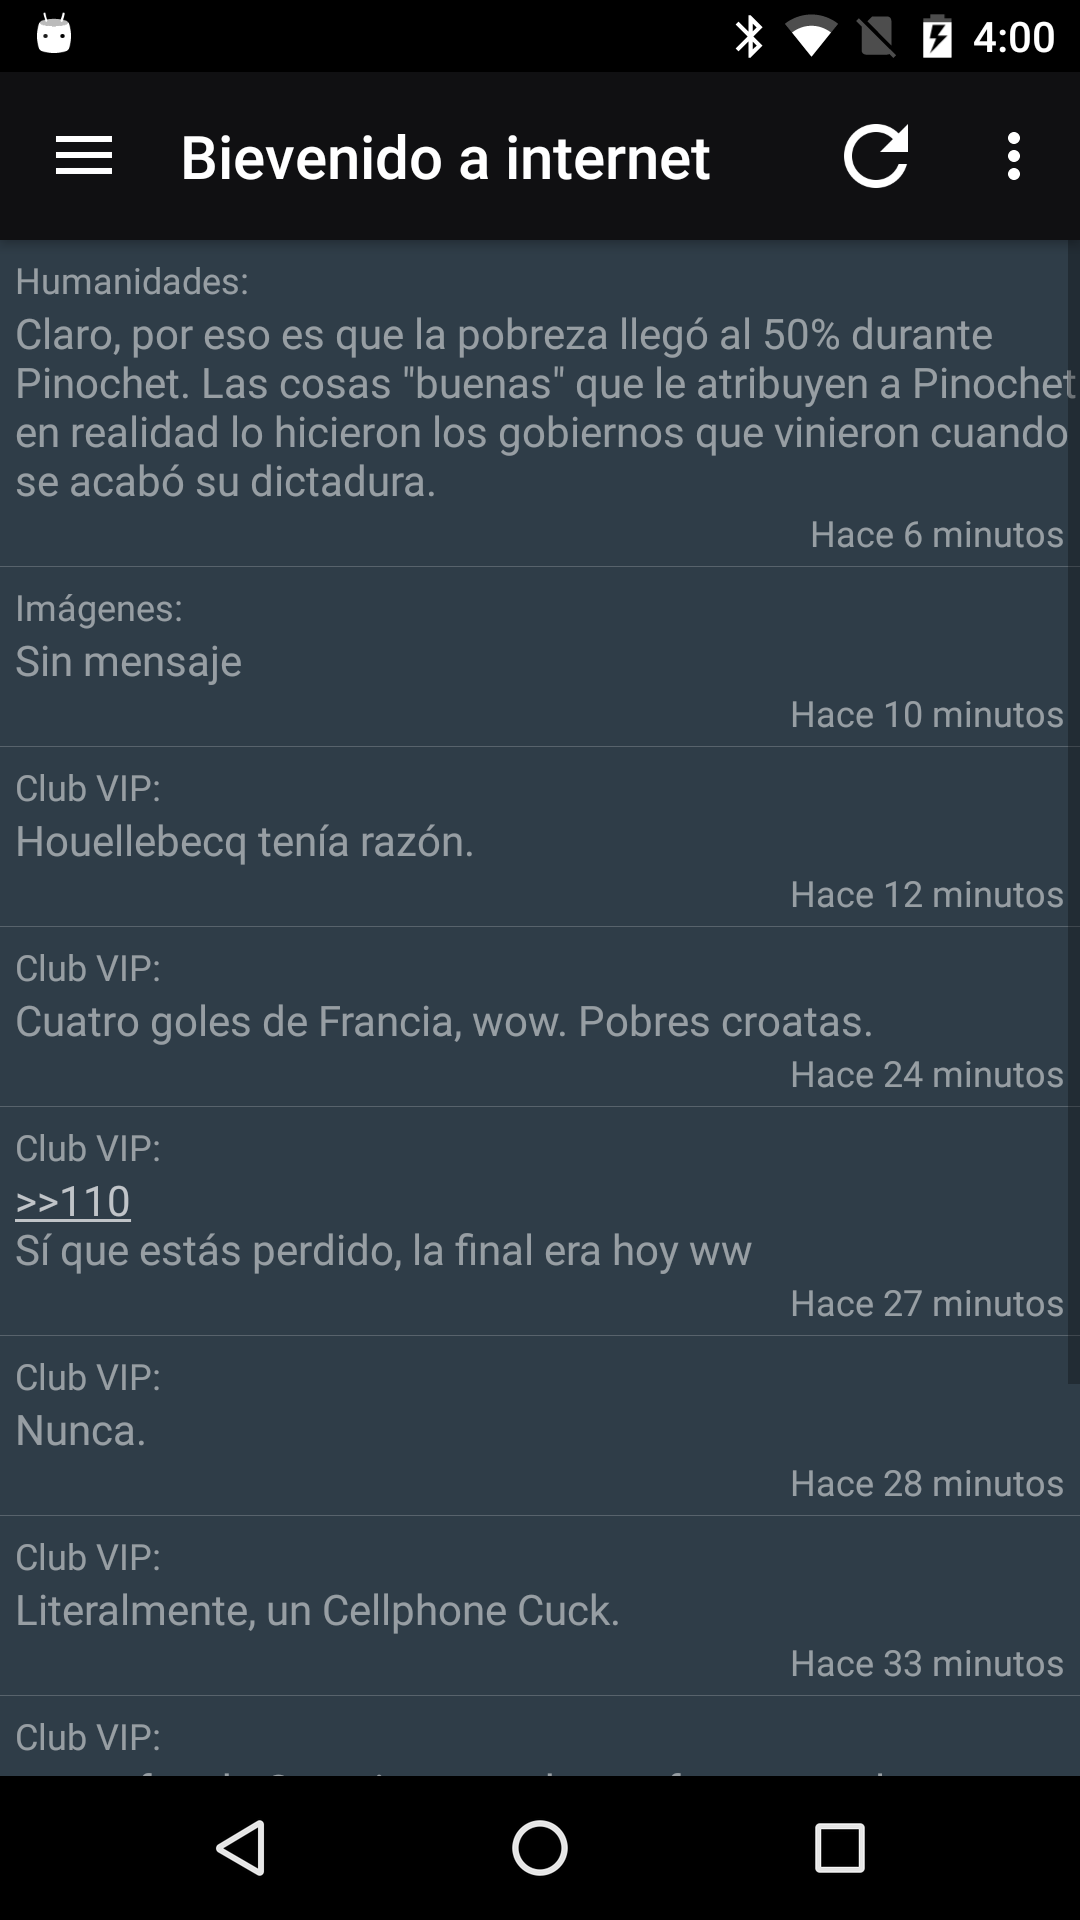 4:00
Bievenido a internet
Humanidades:
Claro, por eso es que la pobreza llegó al 50% durante
Pinochet. Las cosas "buenas" que le atribuyen a Pinochet
en realidad lo hicieron los gobiernos que vinieron cuando
se acabó su dictadura.
Hace 6 minutos
Imágenes:
Sin mensaje
Hace 10 minutos
Club VIP:
Houellebecq tenía razón.
Hace 12 minutos
Club VIP:
Cuatro goles de Francia, wow. Pobres croatas.
Hace 24 minutos
Club VIP:
>>110
Sí que estás perdido, la final era hoy ww
Hace 27 minutos
Club VIP:
Nunca.
Hace 28 minutos
Club VIP:
Literalmente, un Cellphone Cuck.
Hace 33 minutos
Club VIP: